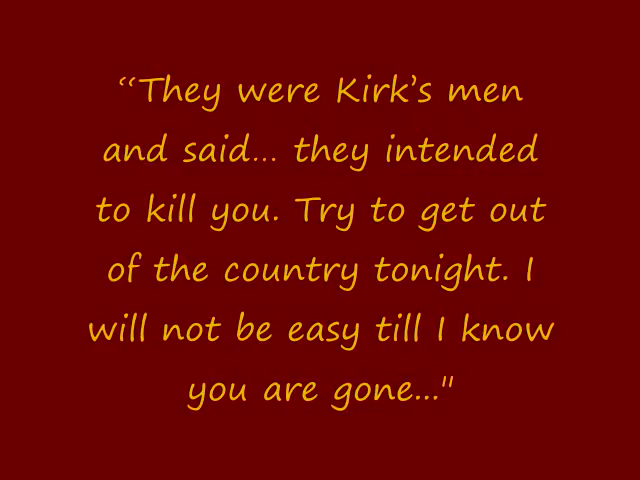 “They were Kirk’s men
and said... they intended
to kill you. Try to get out
of the country tonight. I
will not be easy till I know
you are gone..."